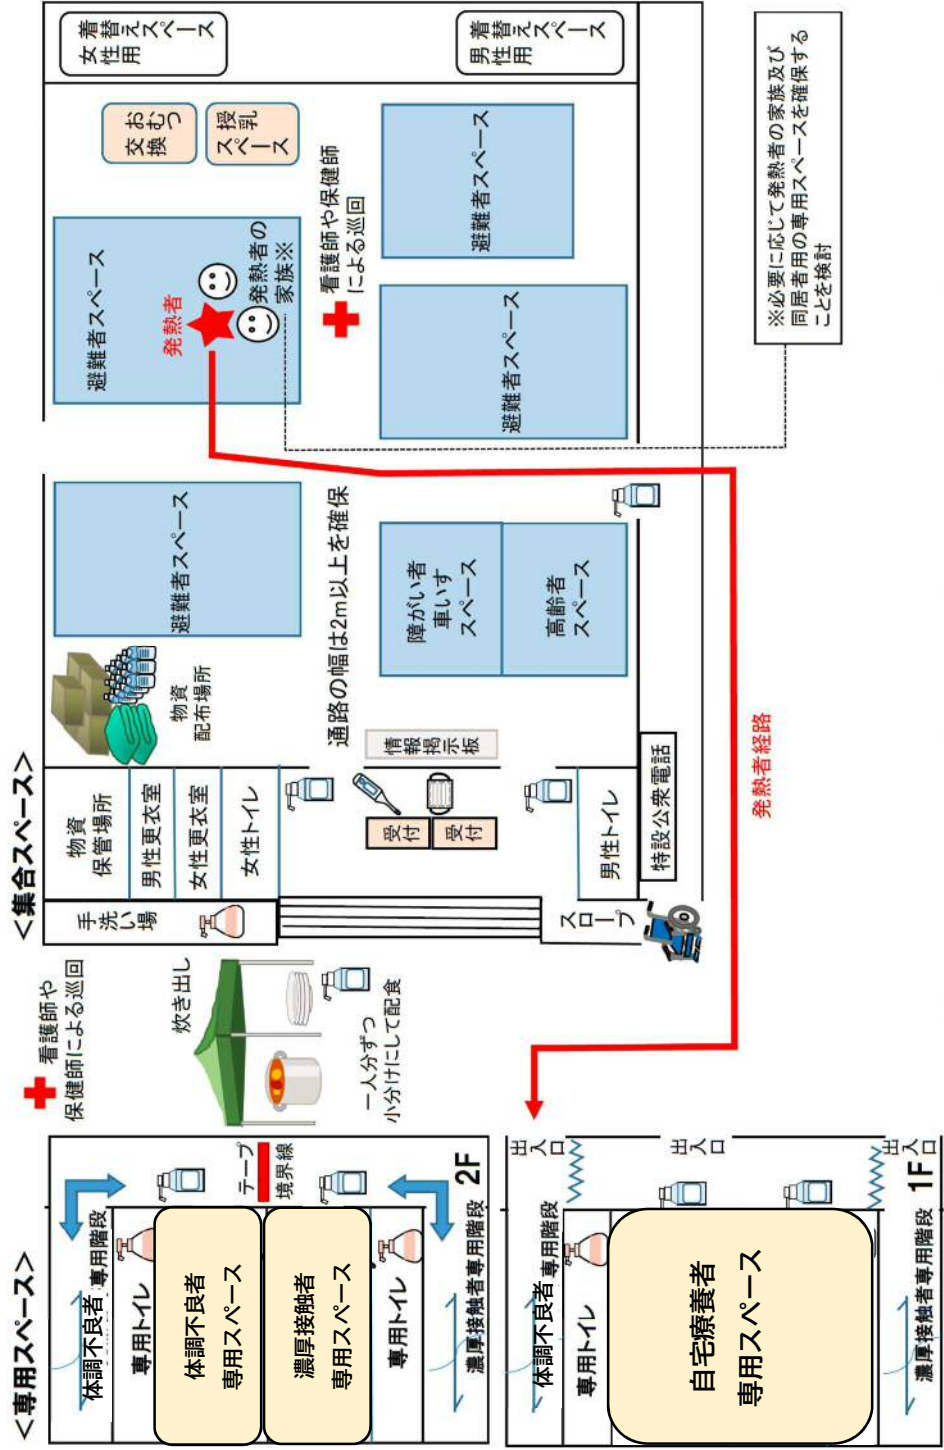 <専用スペース>
体調不良者
専用階段
専用トイレ
体調不良者
専用スペース
濃厚接触者
専用スペース
専用トイレ
濃厚接触者専用階段
2F
テープ
境界線
体調不良者
専用階段
専用トイレ
自宅療養者
専用スペース
濃厚接触者専用階段
1F
出入口
出入口
出入口
看護師や
保健師による巡回
炊き出し
一人分ずつ
小分けにして配食
<集合スペース>
手洗い場
スロープ
物資
保管場所
男性更衣室
女性更衣室
女性トイレ
受付
受付
男性トイレ
特設公衆電話
情報掲示板
物資
配布場所
避難者スペース
通路の幅は2m以上を確保
障がい者
車いす
スペース
高齢者
スペース
避難者スペース
発熱者
発熱者の
家族※
看護師や保健師
による巡回
避難者スペース
避難者スペース
おむつ
交換
授乳
スペース
女性用
着替えスペース
男性用
着替えスペース
発熱者経路
※必要に応じて発熱者の家族及び
同居者用の専用スペースを確保する
ことを検討